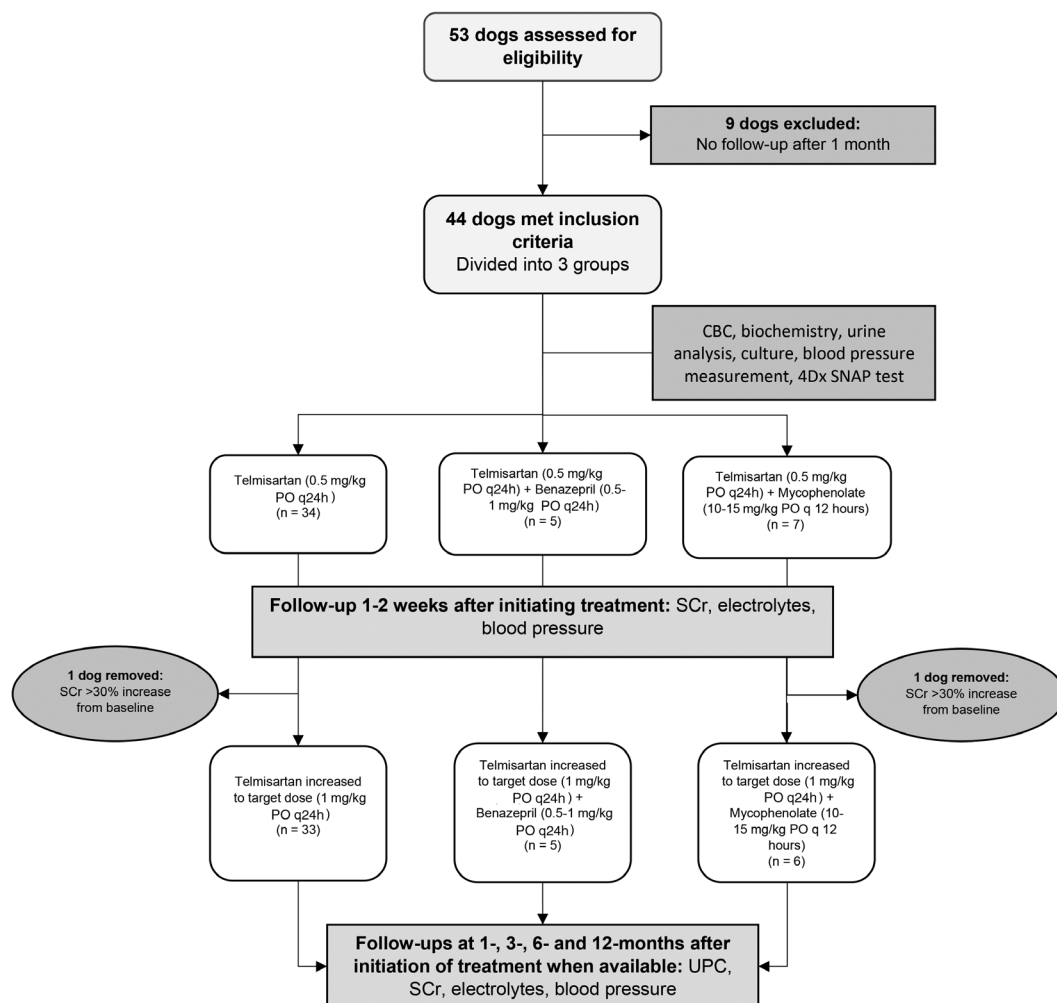 53 dogs assessed for
eligibility
9 dogs excluded:
No follow-up after 1 month
44 dogs met inclusion
criteria
Divided into 3 groups
CBC, biochemistry, urine
analysis, culture, blood pressure
measurement, 4Dx SNAP test
Telmisartan (0.5 mg/kg
PO q24h)
(n = 34)
Telmisartan (0.5 mg/kg
PO q24h) + Benazepril (0.5-
1 mg/kg PO q24h)
(n = 5)
Telmisartan (0.5 mg/kg
PO q24h) + Mycophenolate
(10-15 mg/kg PO q 12 hours)
(n = 7)
Follow-up 1-2 weeks after initiating treatment: SCr, electrolytes,
blood pressure
1 dog removed:
SCr >30% increase
from baseline
1 dog removed:
SCr >30% increase
from baseline
Telmisartan increased
to target dose (1 mg/kg
PO q24h)
(n = 33)
Telmisartan increased
to target dose (1 mg/kg
PO q24h) +
Benazepril (0.5-1 mg/kg
PO q24h)
(n = 5)
Telmisartan increased
to target dose (1 mg/kg
PO q24h) +
Mycophenolate (10-
15 mg/kg PO q 12
hours)
(n = 6)
Follow-ups at 1-, 3-, 6- and 12-months after
initiation of treatment when available: UPC,
SCr, electrolytes, blood pressure